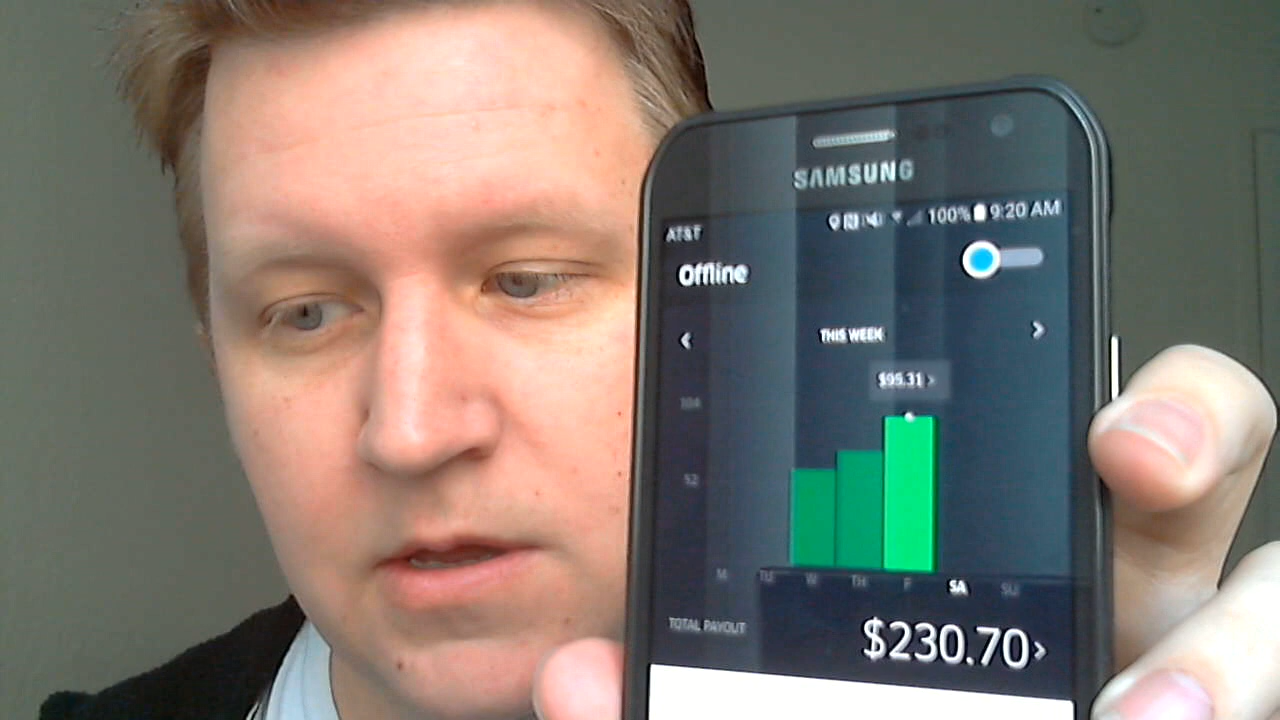 SAMSUNG
AT&T 100% 9:20 AM
Offline
< THIS WEEK >
$95.31 >
104
52
M TU W TH F SA SU
TOTAL PAYOUT $230.70 >